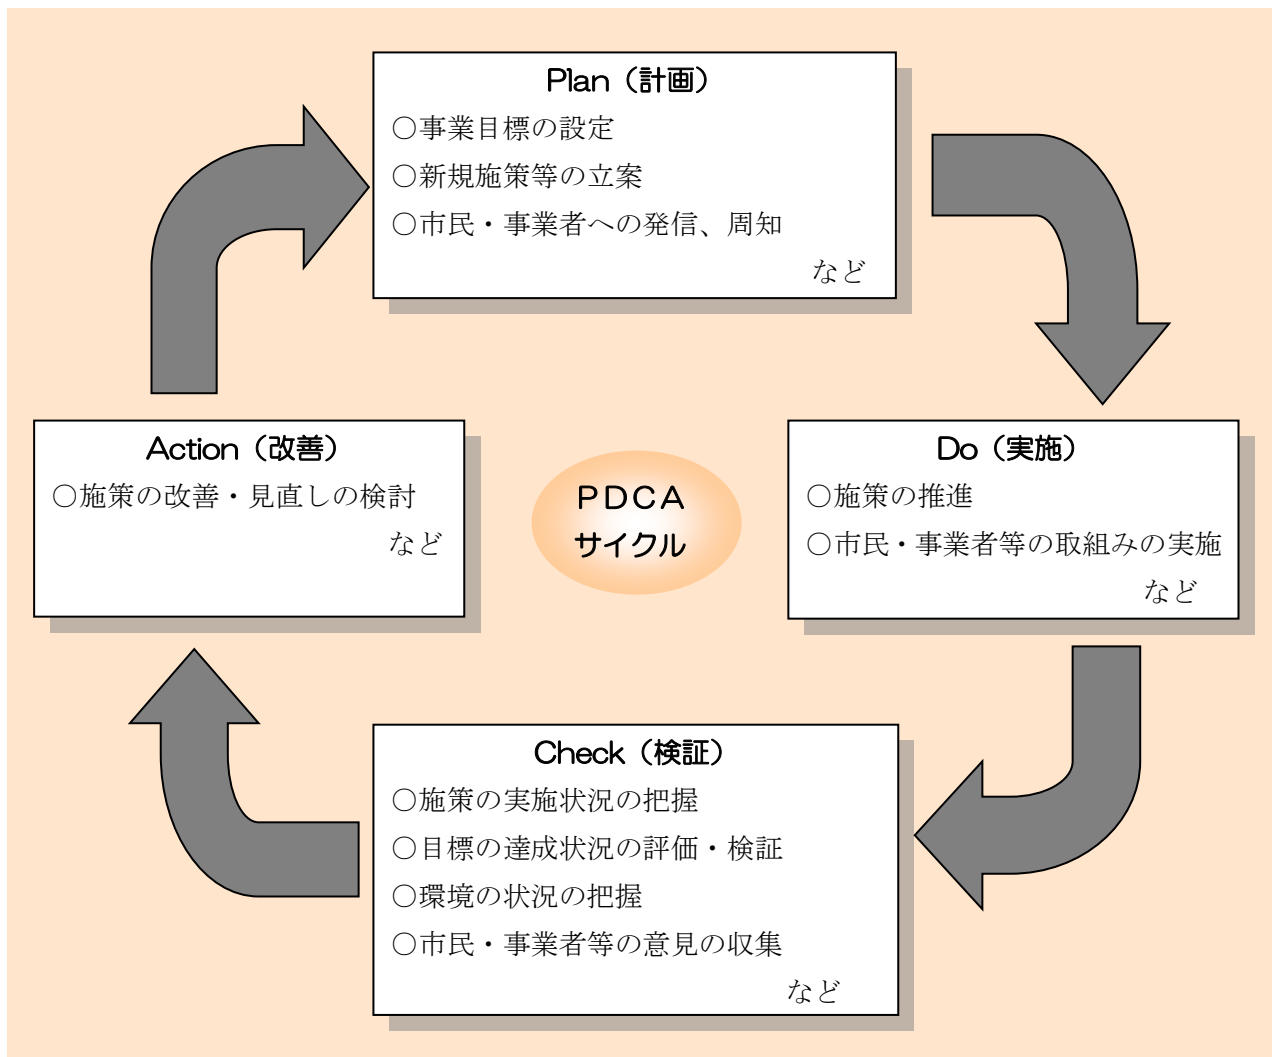 Plan（計画）
○事業目標の設定
○新規施策等の立案
○市民・事業者への発信、周知
など
Action（改善）
○施策の改善・見直しの検討
など
PDCA
サイクル
Do（実施）
○施策の推進
○市民・事業者等の取組みの実施
など
Check（検証）
○施策の実施状況の把握
○目標の達成状況の評価・検証
○環境の状況の把握
○市民・事業者等の意見の収集
など